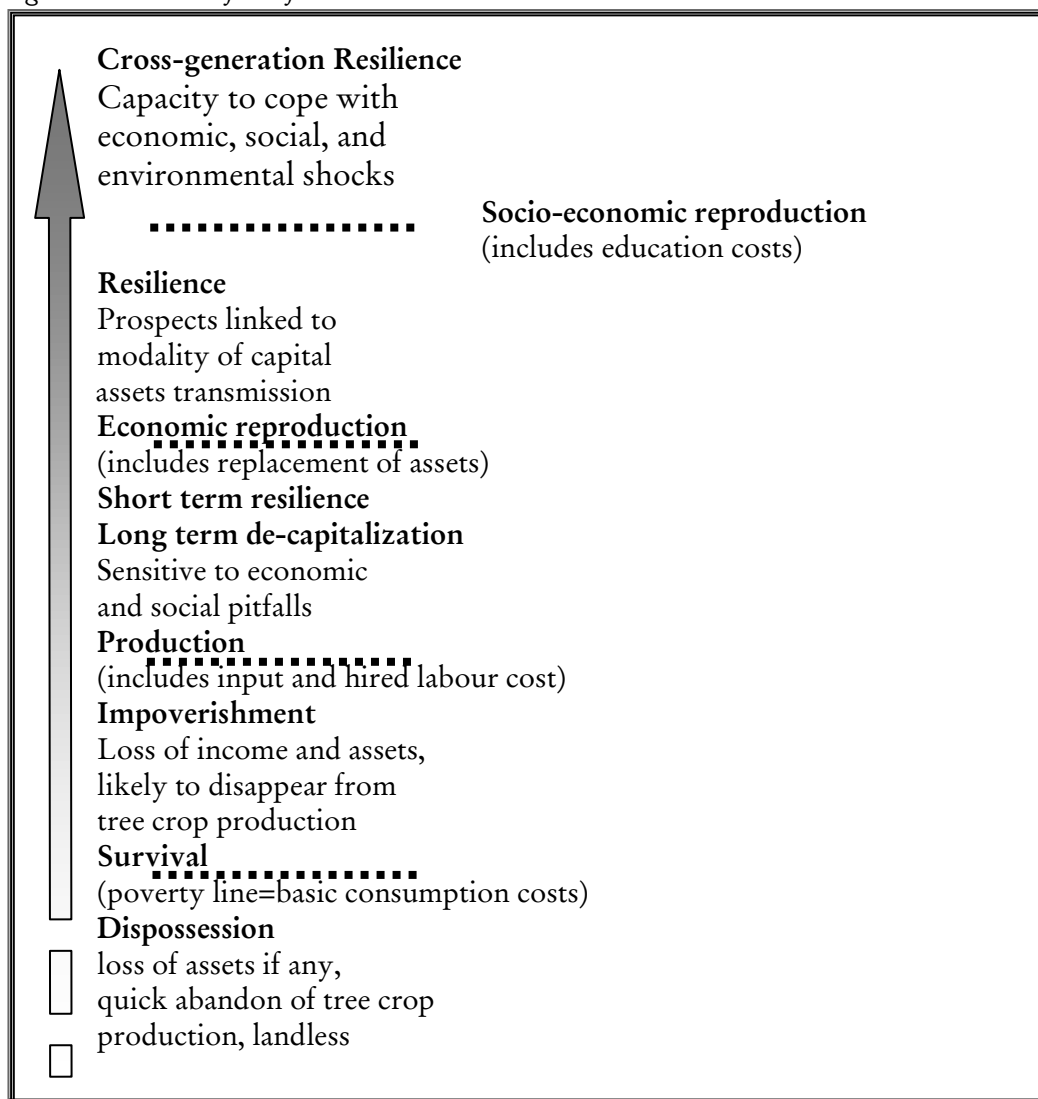 Cross-generation Resilience
Capacity to cope with
economic, social, and
environmental shocks
Socio-economic reproduction
(includes education costs)
Resilience
Prospects linked to
modality of capital
assets transmission
Economic reproduction
(includes replacement of assets)
Short term resilience
Long term de-capitalization
Sensitive to economic
and social pitfalls
Production
(includes input and hired labour cost)
Impoverishment
Loss of income and assets,
likely to disappear from
tree crop production
Survival
(poverty line=basic consumption costs)
Dispossession
loss of assets if any,
quick abandon of tree crop
production, landless